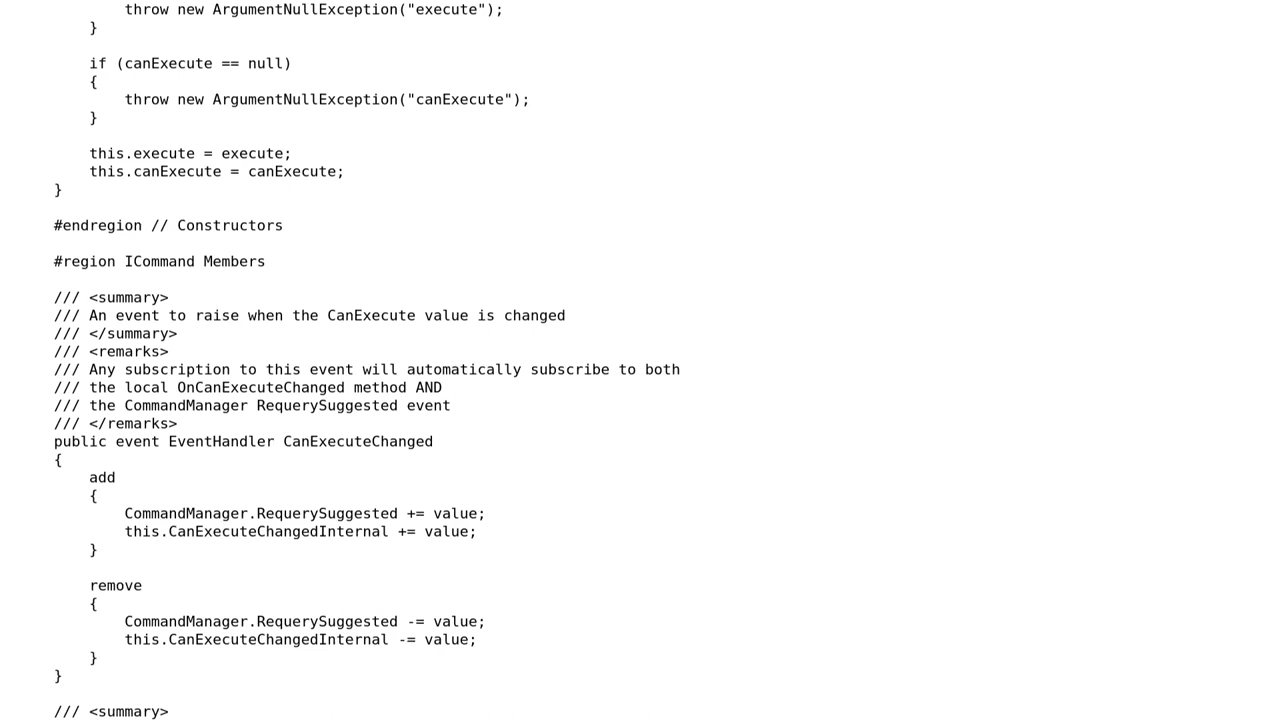 throw new ArgumentNullException("execute");
        }

        if (canExecute == null)
        {
            throw new ArgumentNullException("canExecute");
        }

        this.execute = execute;
        this.canExecute = canExecute;
    }

    #endregion // Constructors

    #region ICommand Members

    /// <summary>
    /// An event to raise when the CanExecute value is changed
    /// </summary>
    /// <remarks>
    /// Any subscription to this event will automatically subscribe to both
    /// the local OnCanExecuteChanged method AND
    /// the CommandManager RequerySuggested event
    /// </remarks>
    public event EventHandler CanExecuteChanged
    {
        add
        {
            CommandManager.RequerySuggested += value;
            this.CanExecuteChangedInternal += value;
        }

        remove
        {
            CommandManager.RequerySuggested -= value;
            this.CanExecuteChangedInternal -= value;
        }
    }

    /// <summary>